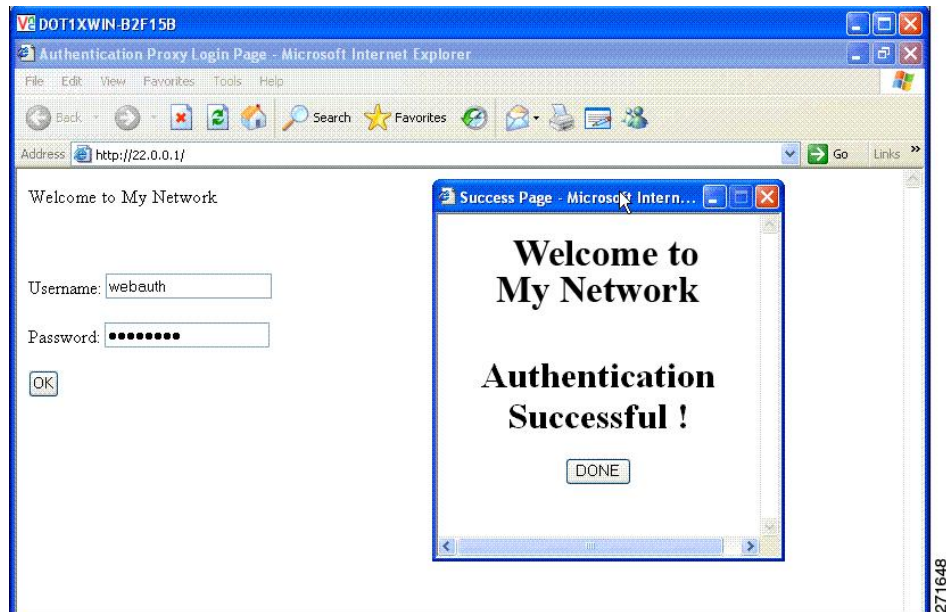 V2 DOT1XWIN-B2F15B
Authentication Proxy Login Page - Microsoft Internet Explorer
File Edit View Favorites Tools Help
Back Search Favorites
Address http://22.0.0.1/ Go Links »
Welcome to My Network
Username: webauth
Password: ••••••••
OK
Success Page - Microsoft Intern...
Welcome to
My Network
Authentication
Successful !
DONE
271648